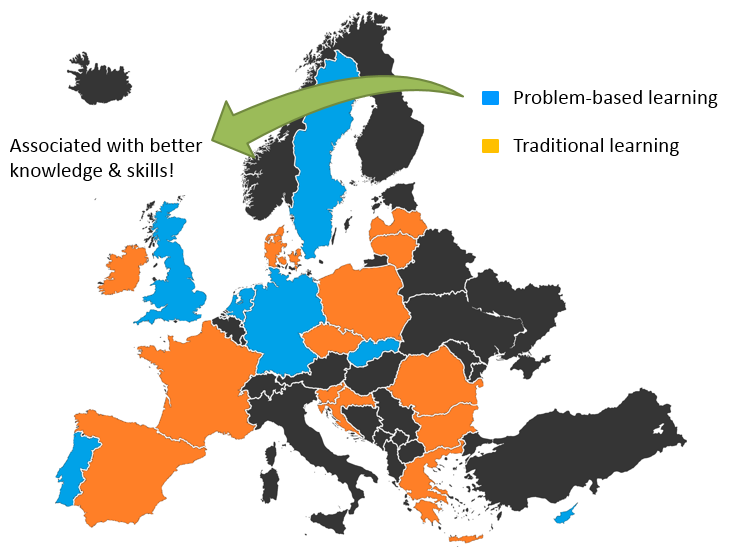 Problem-based learning
Associated with better
knowledge & skills!
Traditional learning